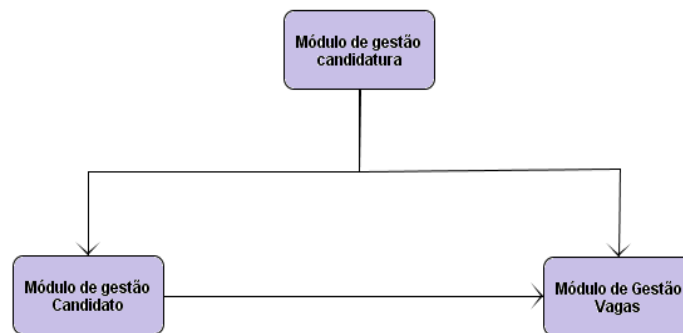 Módulo de gestão
candidatura
Módulo de gestão
Candidato
Módulo de Gestão
Vagas